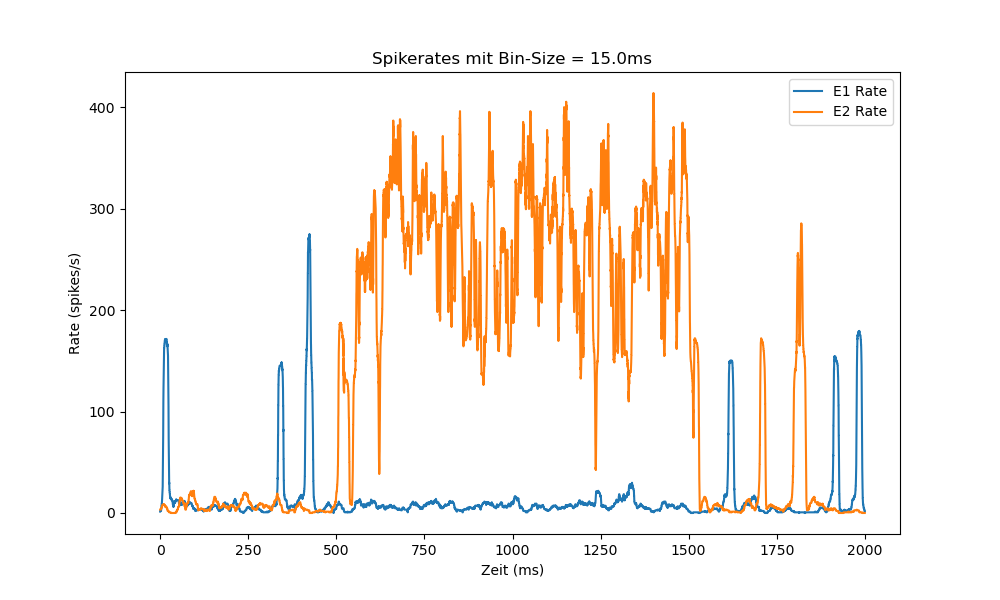 Spikerates mit Bin-Size = 15.0ms
E1 Rate
E2 Rate
400
300
200
100
0
Rate (spikes/s)
0 250 500 750 1000 1250 1500 1750 2000
Zeit (ms)